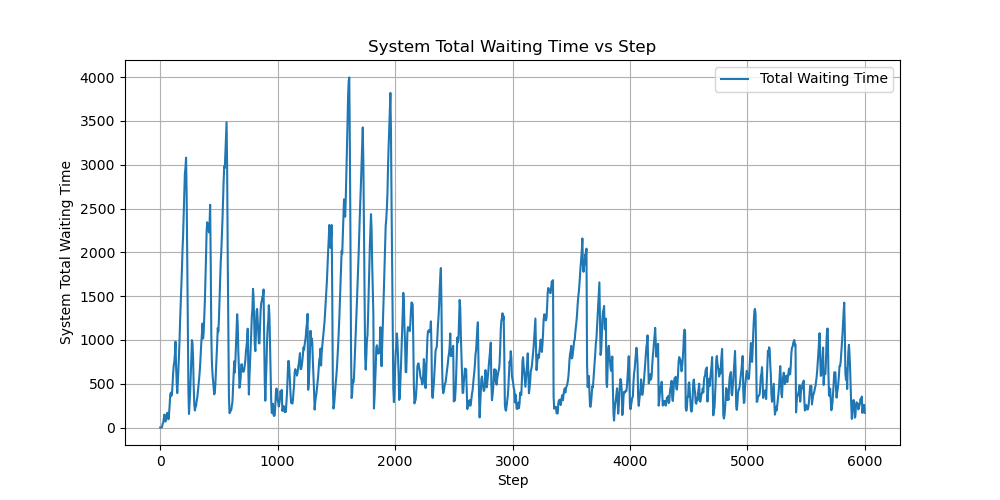 System Total Waiting Time vs Step
Total Waiting Time
4000
3500
3000
2500
2000
1500
1000
500
0
System Total Waiting Time
0 1000 2000 3000 4000 5000 6000
Step